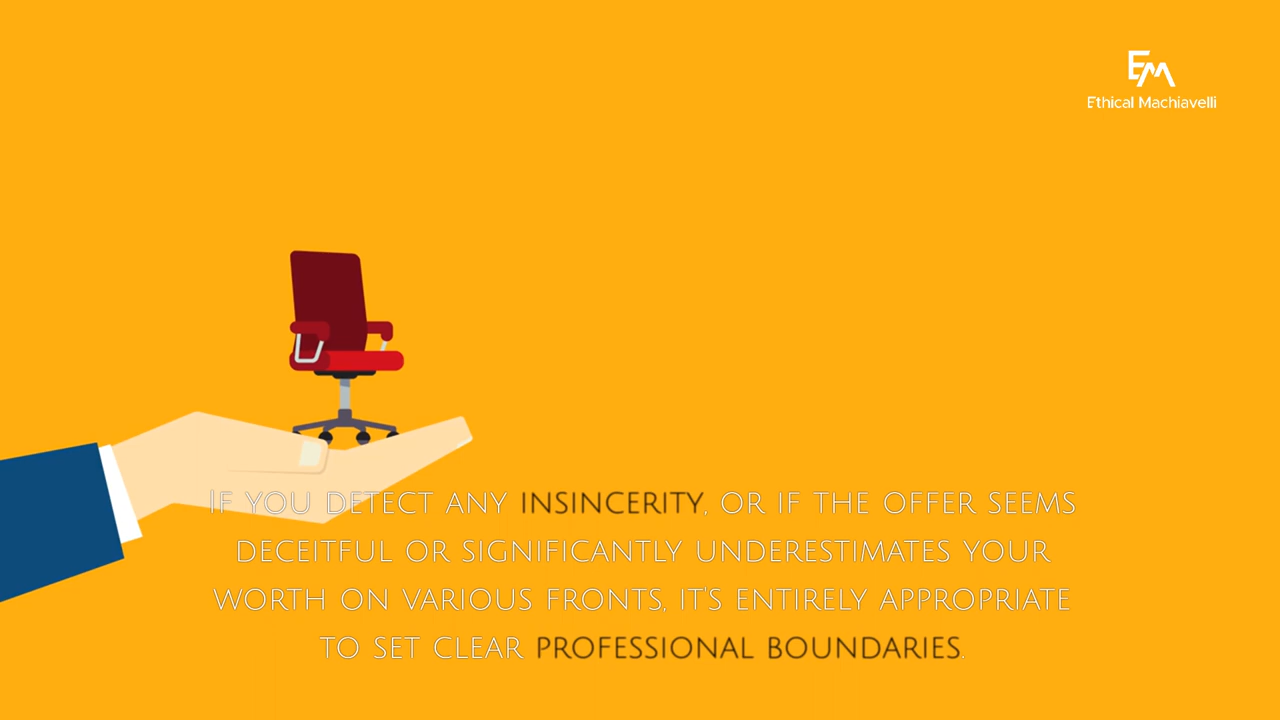 EM
Ethical Machiavelli
IF YOU DETECT ANY INSINCERITY, OR IF THE OFFER SEEMS
DECEITFUL OR SIGNIFICANTLY UNDERESTIMATES YOUR
WORTH ON VARIOUS FRONTS, IT'S ENTIRELY APPROPRIATE
TO SET CLEAR PROFESSIONAL BOUNDARIES.